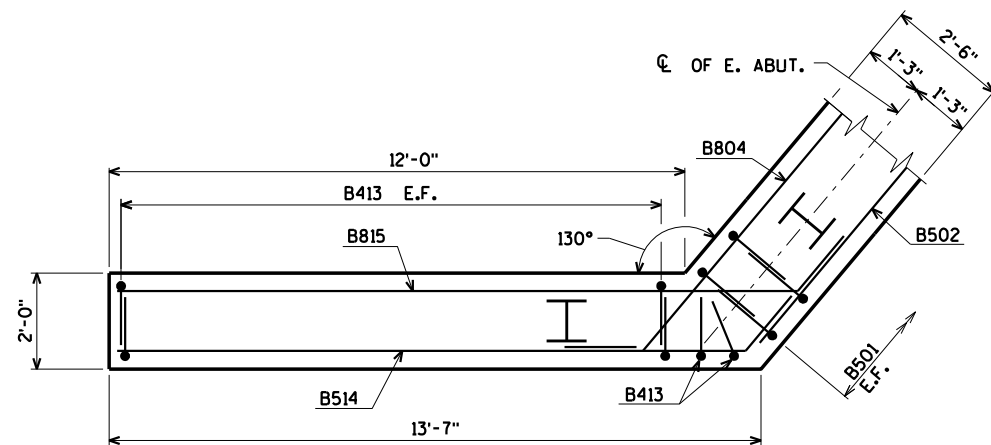 2'-6"
1'-3"
1'-3"
℄ OF E. ABUT.
12'-0"
B804
B413 E.F.
130°
B815
B502
2'-0"
B501
E.F.
B514
B413
13'-7"